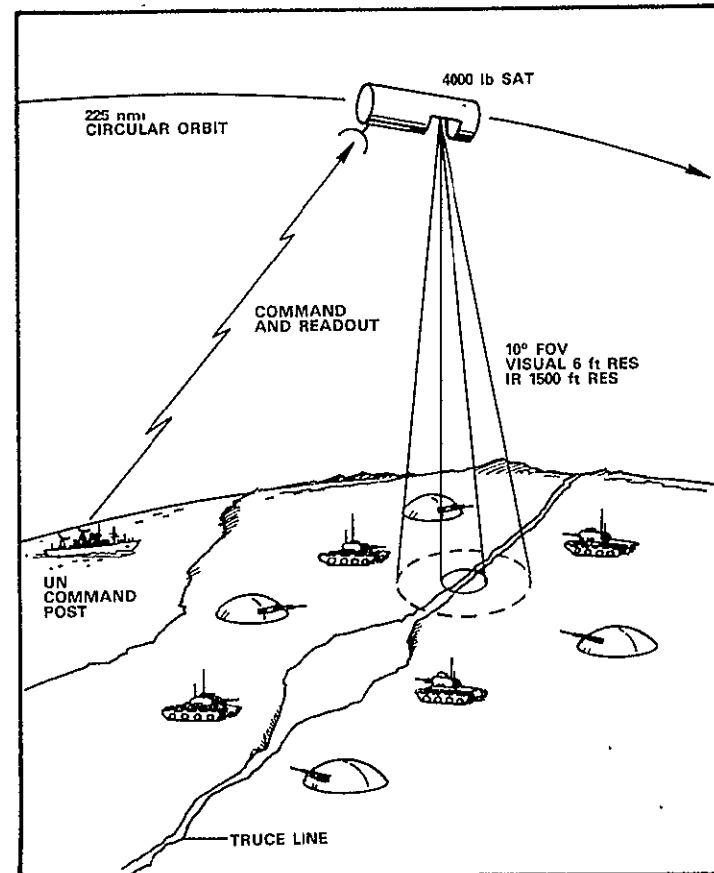 4000 lb SAT
225 nmi
CIRCULAR ORBIT
COMMAND
AND READOUT
10° FOV
VISUAL 6 ft RES
IR 1500 ft RES
UN
COMMAND
POST
TRUCE LINE